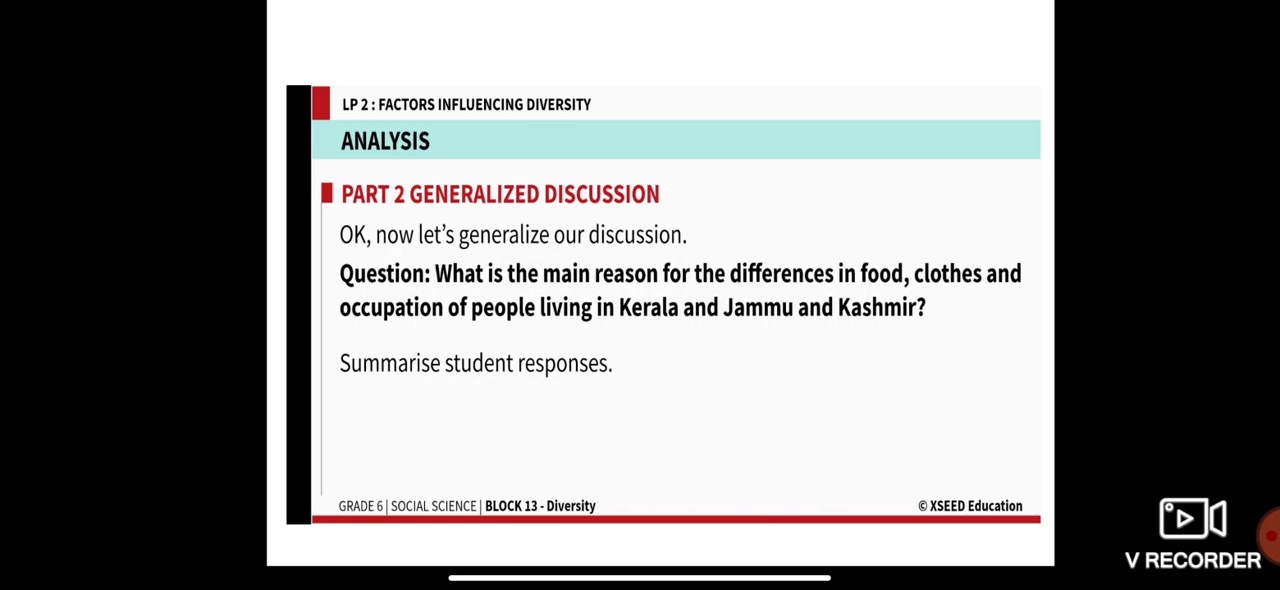 LP 2 : FACTORS INFLUENCING DIVERSITY
ANALYSIS
PART 2 GENERALIZED DISCUSSION
OK, now let’s generalize our discussion.
Question: What is the main reason for the differences in food, clothes and
occupation of people living in Kerala and Jammu and Kashmir?
Summarise student responses.
GRADE 6 | SOCIAL SCIENCE | BLOCK 13 - Diversity
© XSEED Education
V RECORDER